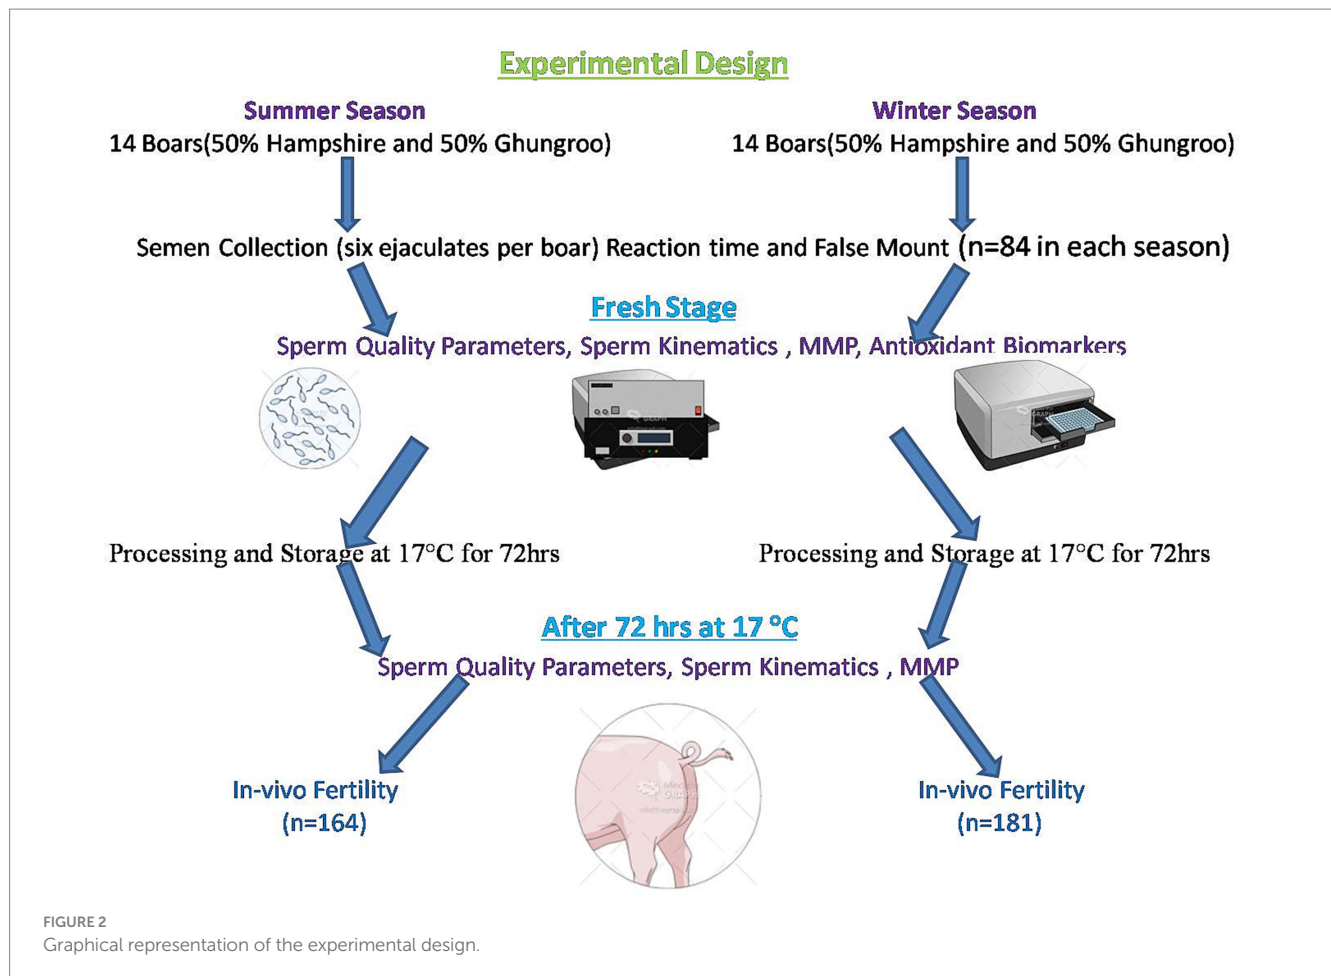 Experimental Design
Summer Season
14 Boars(50% Hampshire and 50% Ghungroo)
Winter Season
14 Boars(50% Hampshire and 50% Ghungroo)
Semen Collection (six ejaculates per boar) Reaction time and False Mount (n=84 in each season)
Fresh Stage
Sperm Quality Parameters, Sperm Kinematics , MMP, Antioxidant Biomarkers
Processing and Storage at 17°C for 72hrs
Processing and Storage at 17°C for 72hrs
After 72 hrs at 17 °C
Sperm Quality Parameters, Sperm Kinematics , MMP
In-vivo Fertility
(n=164)
In-vivo Fertility
(n=181)
FIGURE 2
Graphical representation of the experimental design.